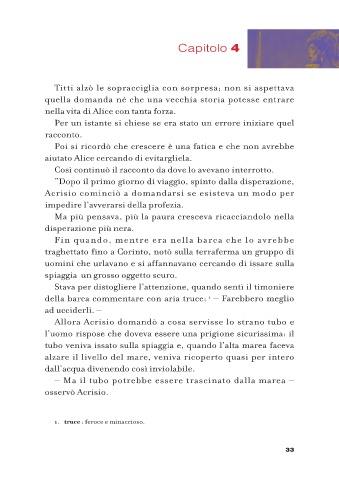 Capitolo 4
Titti alzò le sopracciglia con sorpresa; non si aspettava
quella domanda né che una vecchia storia potesse entrare
nella vita di Alice con tanta forza.
Per un istante si chiese se era stato un errore iniziare quel
racconto.
Poi si ricordò che crescere è una fatica e che non avrebbe
aiutato Alice cercando di evitargliela.
Così continuò il racconto da dove lo avevano interrotto.
"Dopo il primo giorno di viaggio, spinto dalla disperazione,
Acrisio cominciò a domandarsi se esisteva un modo per
impedire l'avverarsi della profezia.
Ma più pensava, più la paura cresceva ricacciandolo nella
disperazione più nera.
Fin quando, mentre era nella barca che lo avrebbe
traghettato fino a Corinto, notò sulla terraferma un gruppo di
uomini che urlavano e si affannavano cercando di issare sulla
spiaggia un grosso oggetto scuro.
Stava per distogliere l'attenzione, quando sentì il timoniere
della barca commentare con aria truce: ¹ – Farebbero meglio
ad ucciderli. –
Allora Acrisio domandò a cosa servisse lo strano tubo e
l'uomo rispose che doveva essere una prigione sicurissima: il
tubo veniva issato sulla spiaggia e, quando l'alta marea faceva
alzare il livello del mare, veniva ricoperto quasi per intero
dall'acqua divenendo così inviolabile.
– Ma il tubo potrebbe essere trascinato dalla marea –
osservò Acrisio.
1. truce : feroce e minaccioso.
33